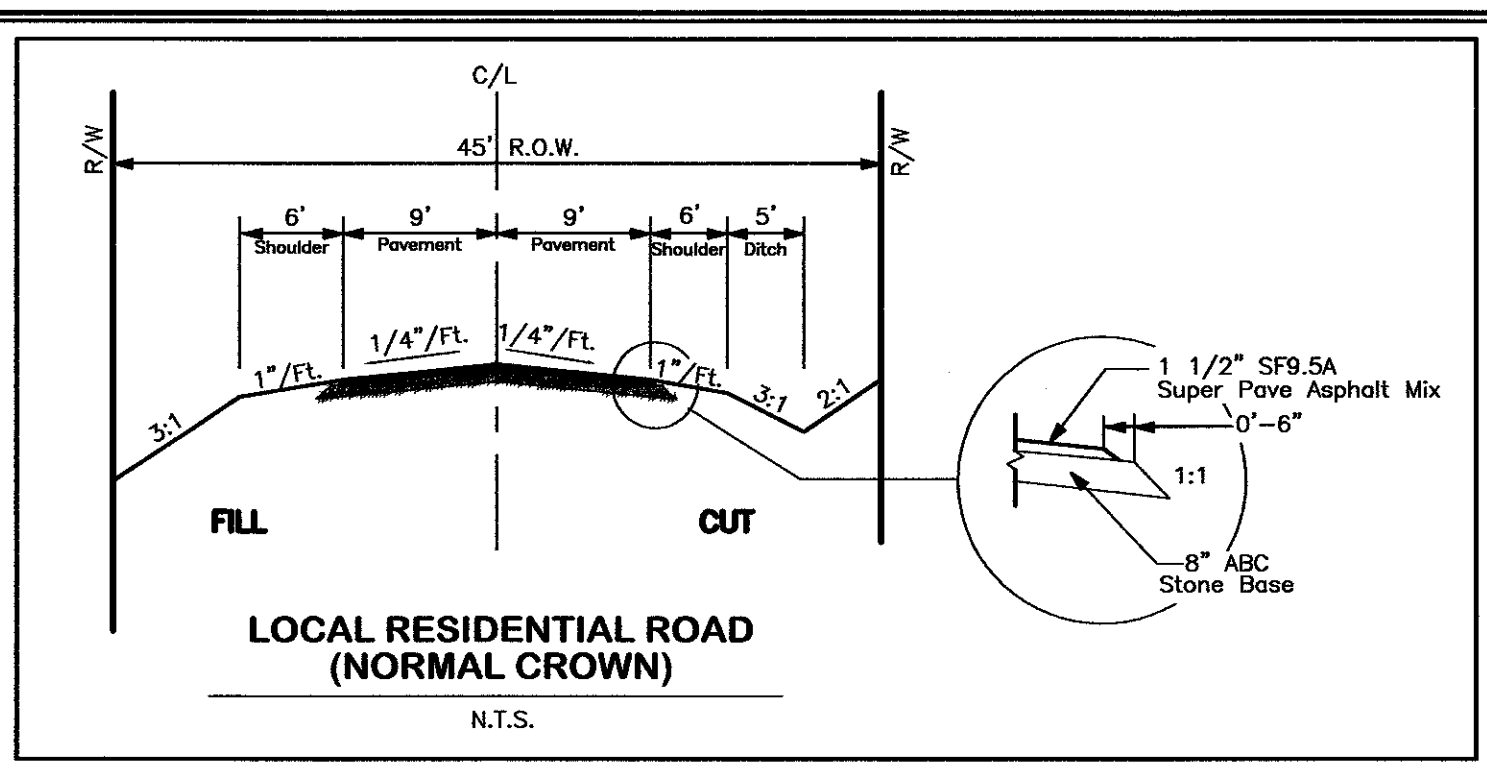 C/L
R/W
45' R.O.W.
R/W
6'
9'
9'
6'
5'
Shoulder
Pavement
Pavement
Shoulder
Ditch
1/4"/Ft.
1/4"/Ft.
1"/Ft.
1"/Ft.
3:1
3:1
2:1
1 1/2" SF9.5A
Super Pave Asphalt Mix
0'-6"
1:1
8" ABC
Stone Base
FILL
CUT
LOCAL RESIDENTIAL ROAD
(NORMAL CROWN)
N.T.S.